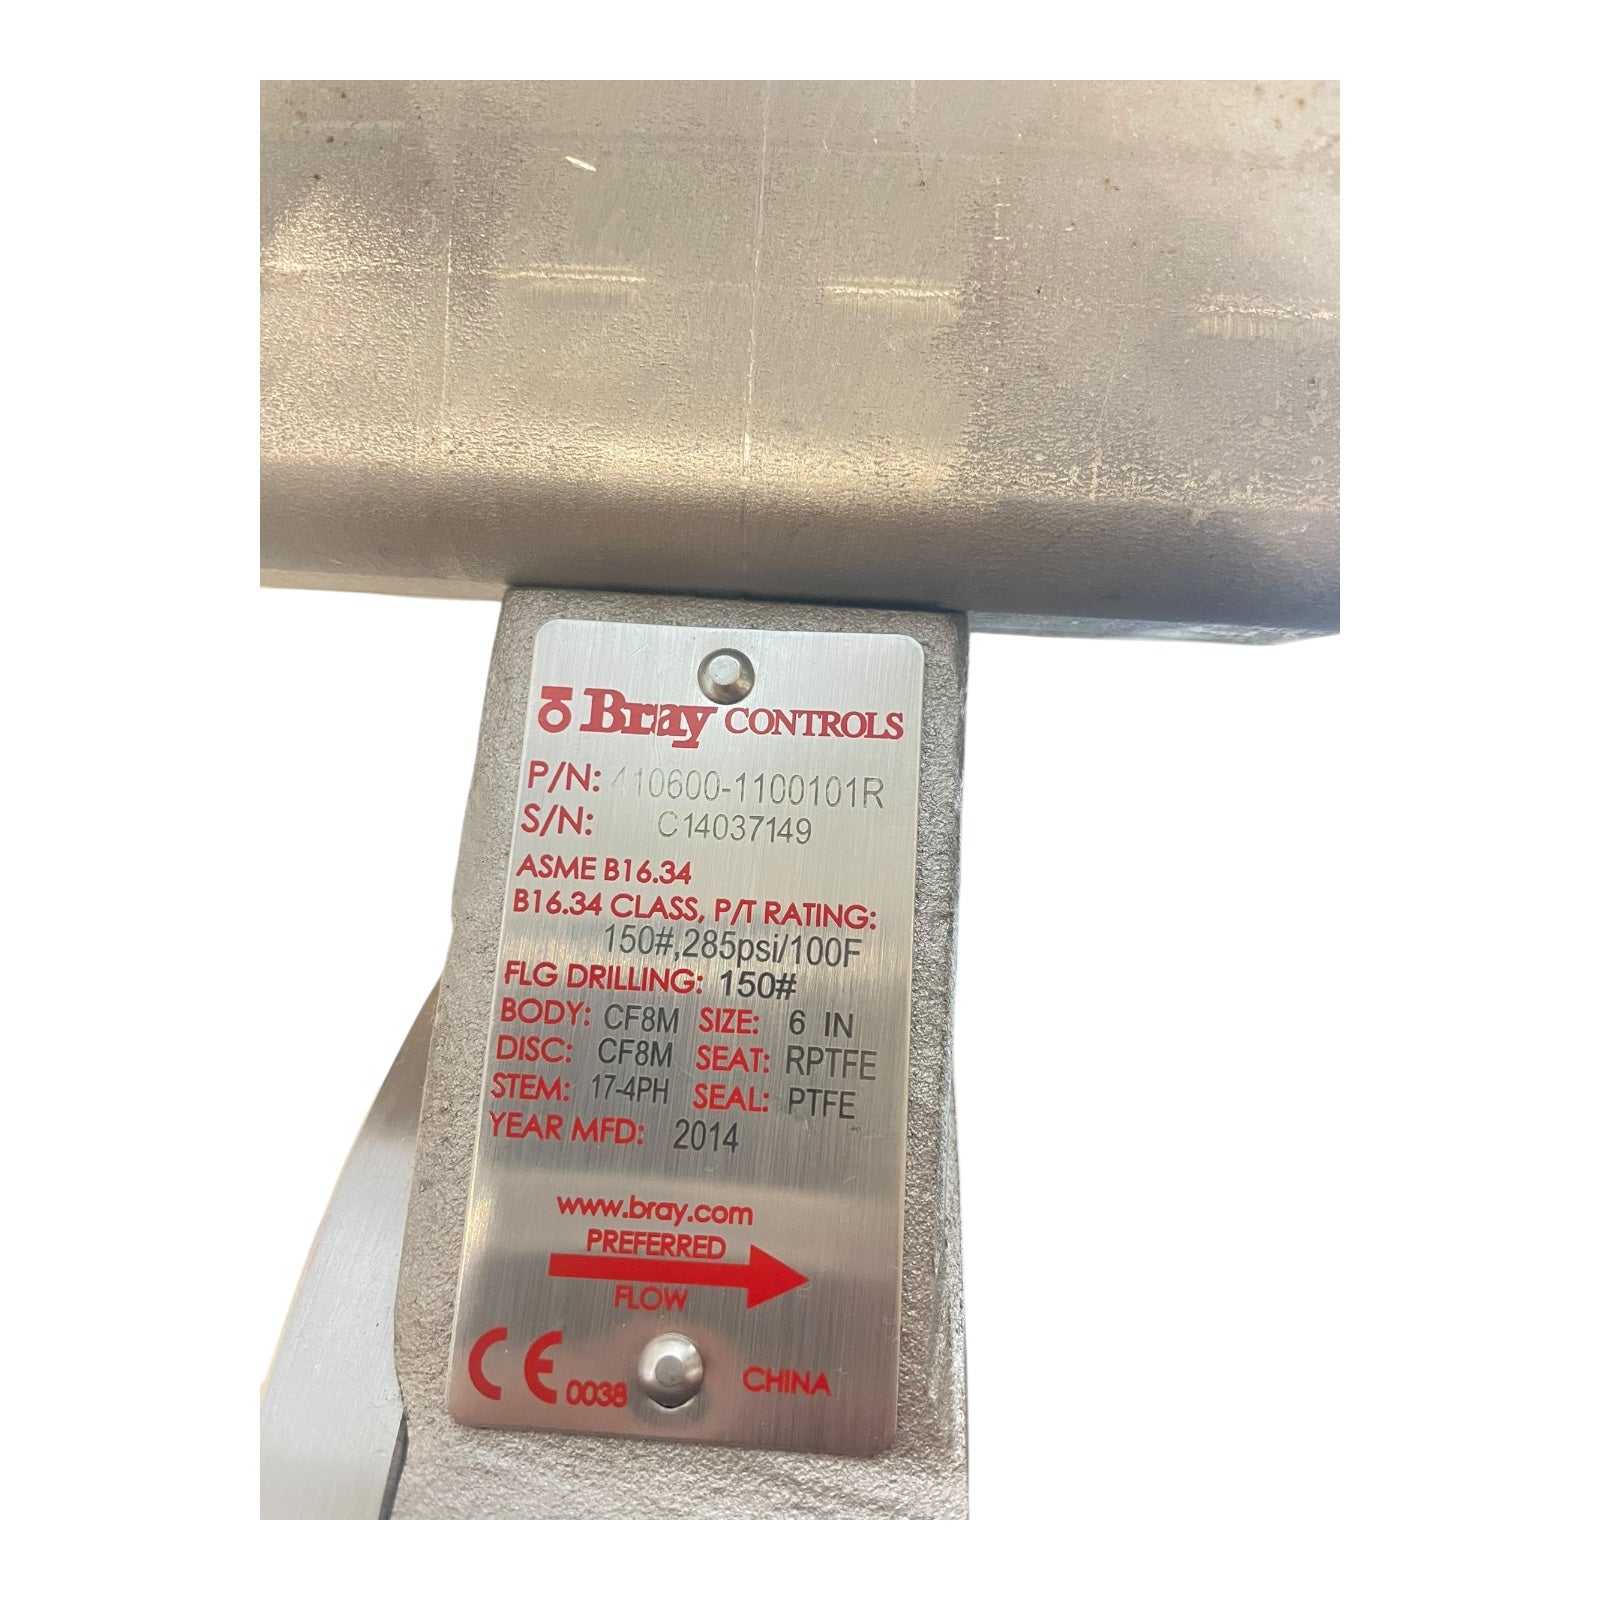 Bray CONTROLS
P/N: 410600-1100101R
S/N: C14037149
ASME B16.34
B16.34 CLASS, P/T RATING:
150#,285psi/100F
FLG DRILLING: 150#
BODY: CF8M SIZE: 6 IN
DISC: CF8M SEAT: RPTFE
STEM: 17-4PH SEAL: PTFE
YEAR MFD: 2014
www.bray.com
PREFERRED
FLOW
CE 0038 CHINA